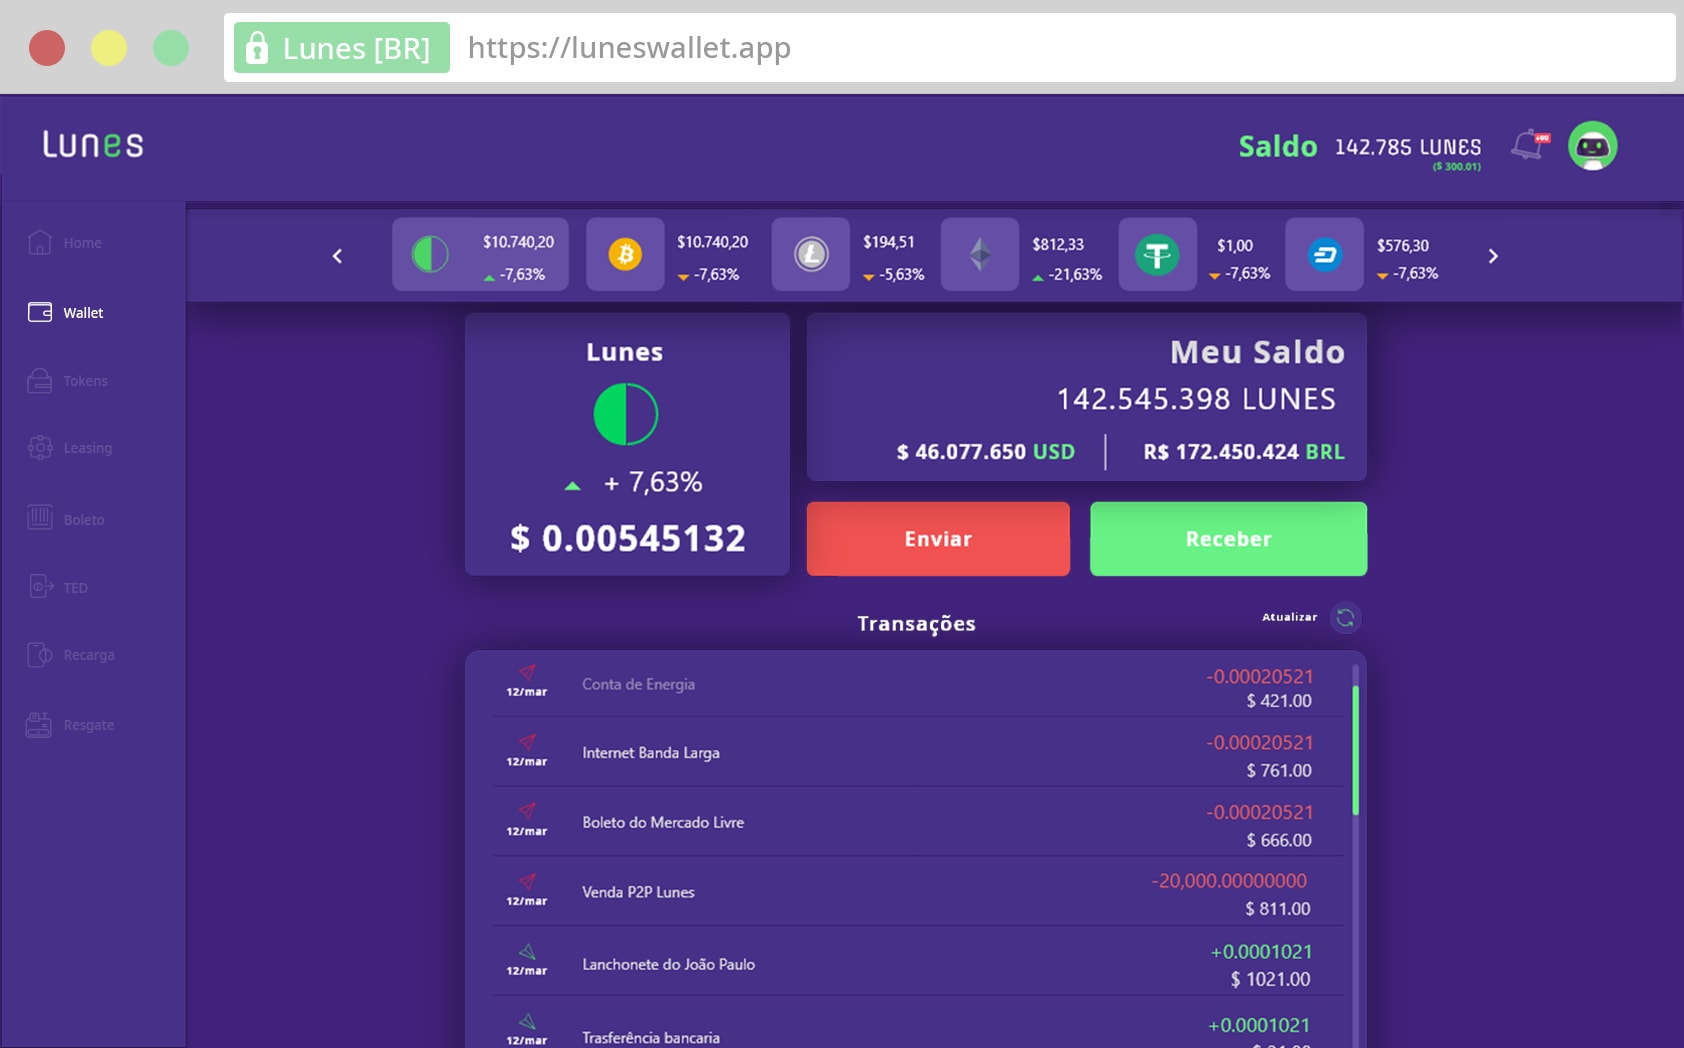 Lunes [BR] https://luneswallet.app
Lunes
Saldo 142.785 LUNES
($ 300.01)
+99
Home
Wallet
Tokens
Leasing
Boleto
TED
Recarga
Resgate
$10.740,20
-7,63%
$10.740,20
-7,63%
$194,51
-5,63%
$812,33
-21,63%
$1,00
-7,63%
$576,30
-7,63%
Lunes
+ 7,63%
$ 0.00545132
Meu Saldo
142.545.398 LUNES
$ 46.077.650 USD
R$ 172.450.424 BRL
Enviar
Receber
Transações
Atualizar
12/mar
Conta de Energia
-0.00020521
$ 421.00
12/mar
Internet Banda Larga
-0.00020521
$ 761.00
12/mar
Boleto do Mercado Livre
-0.00020521
$ 666.00
12/mar
Venda P2P Lunes
-20,000.00000000
$ 811.00
12/mar
Lanchonete do João Paulo
+0.0001021
$ 1021.00
12/mar
Trasferência bancaria
+0.0001021